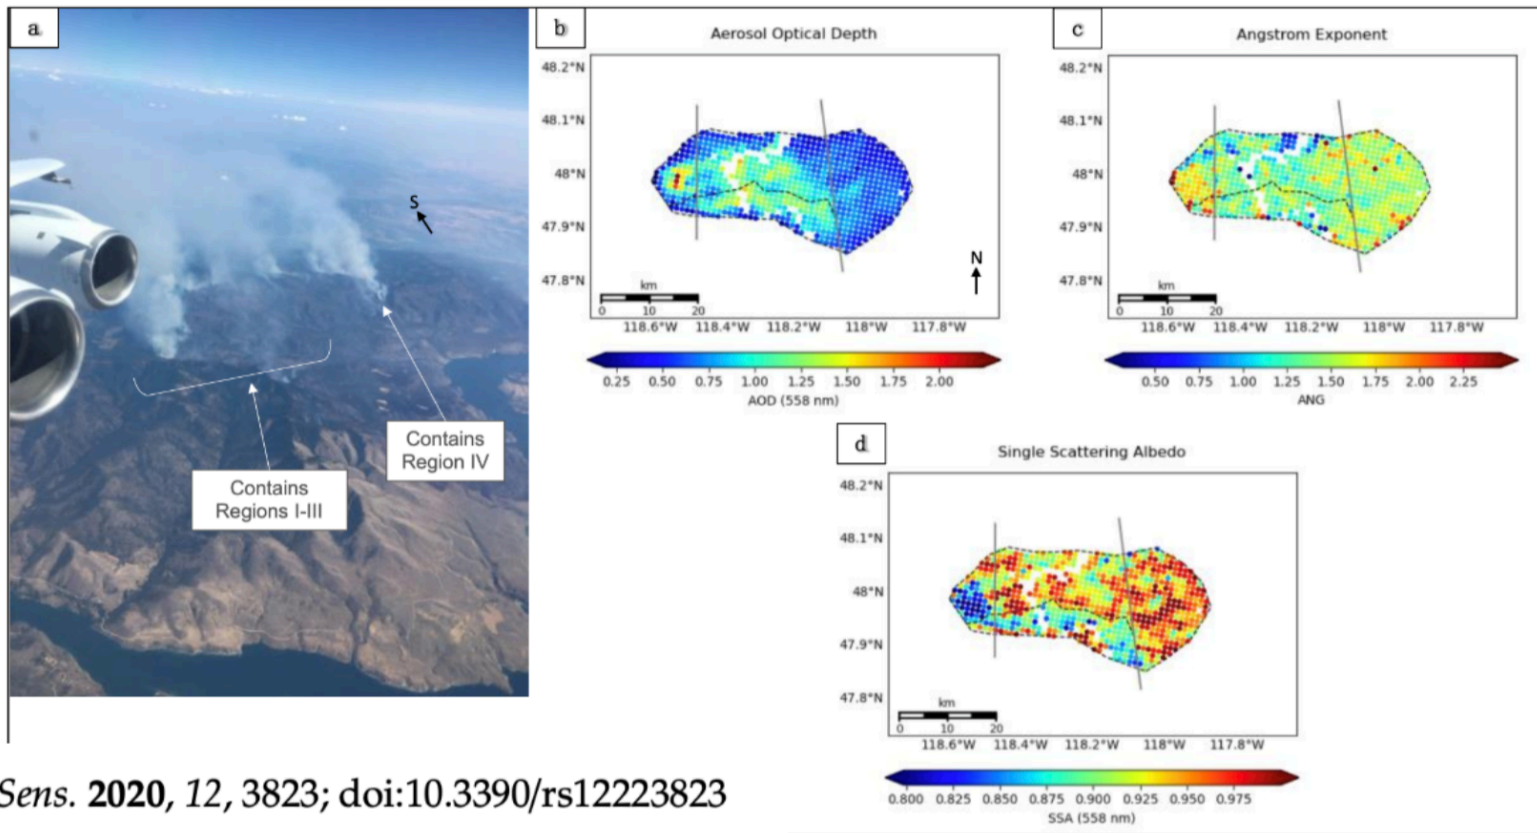 a
S
Contains
Region IV
Contains
Regions I-III
b
Aerosol Optical Depth
48.2°N
48.1°N
48°N
47.9°N
47.8°N
N
km
0 10 20
118.6°W 118.4°W 118.2°W 118°W 117.8°W
0.25 0.50 0.75 1.00 1.25 1.50 1.75 2.00
AOD (558 nm)
c
Angstrom Exponent
48.2°N
48.1°N
48°N
47.9°N
47.8°N
km
0 10 20
118.6°W 118.4°W 118.2°W 118°W 117.8°W
0.50 0.75 1.00 1.25 1.50 1.75 2.00 2.25
ANG
d
Single Scattering Albedo
48.2°N
48.1°N
48°N
47.9°N
47.8°N
km
0 10 20
118.6°W 118.4°W 118.2°W 118°W 117.8°W
0.800 0.825 0.850 0.875 0.900 0.925 0.950 0.975
SSA (558 nm)
Sens. 2020, 12, 3823; doi:10.3390/rs12223823